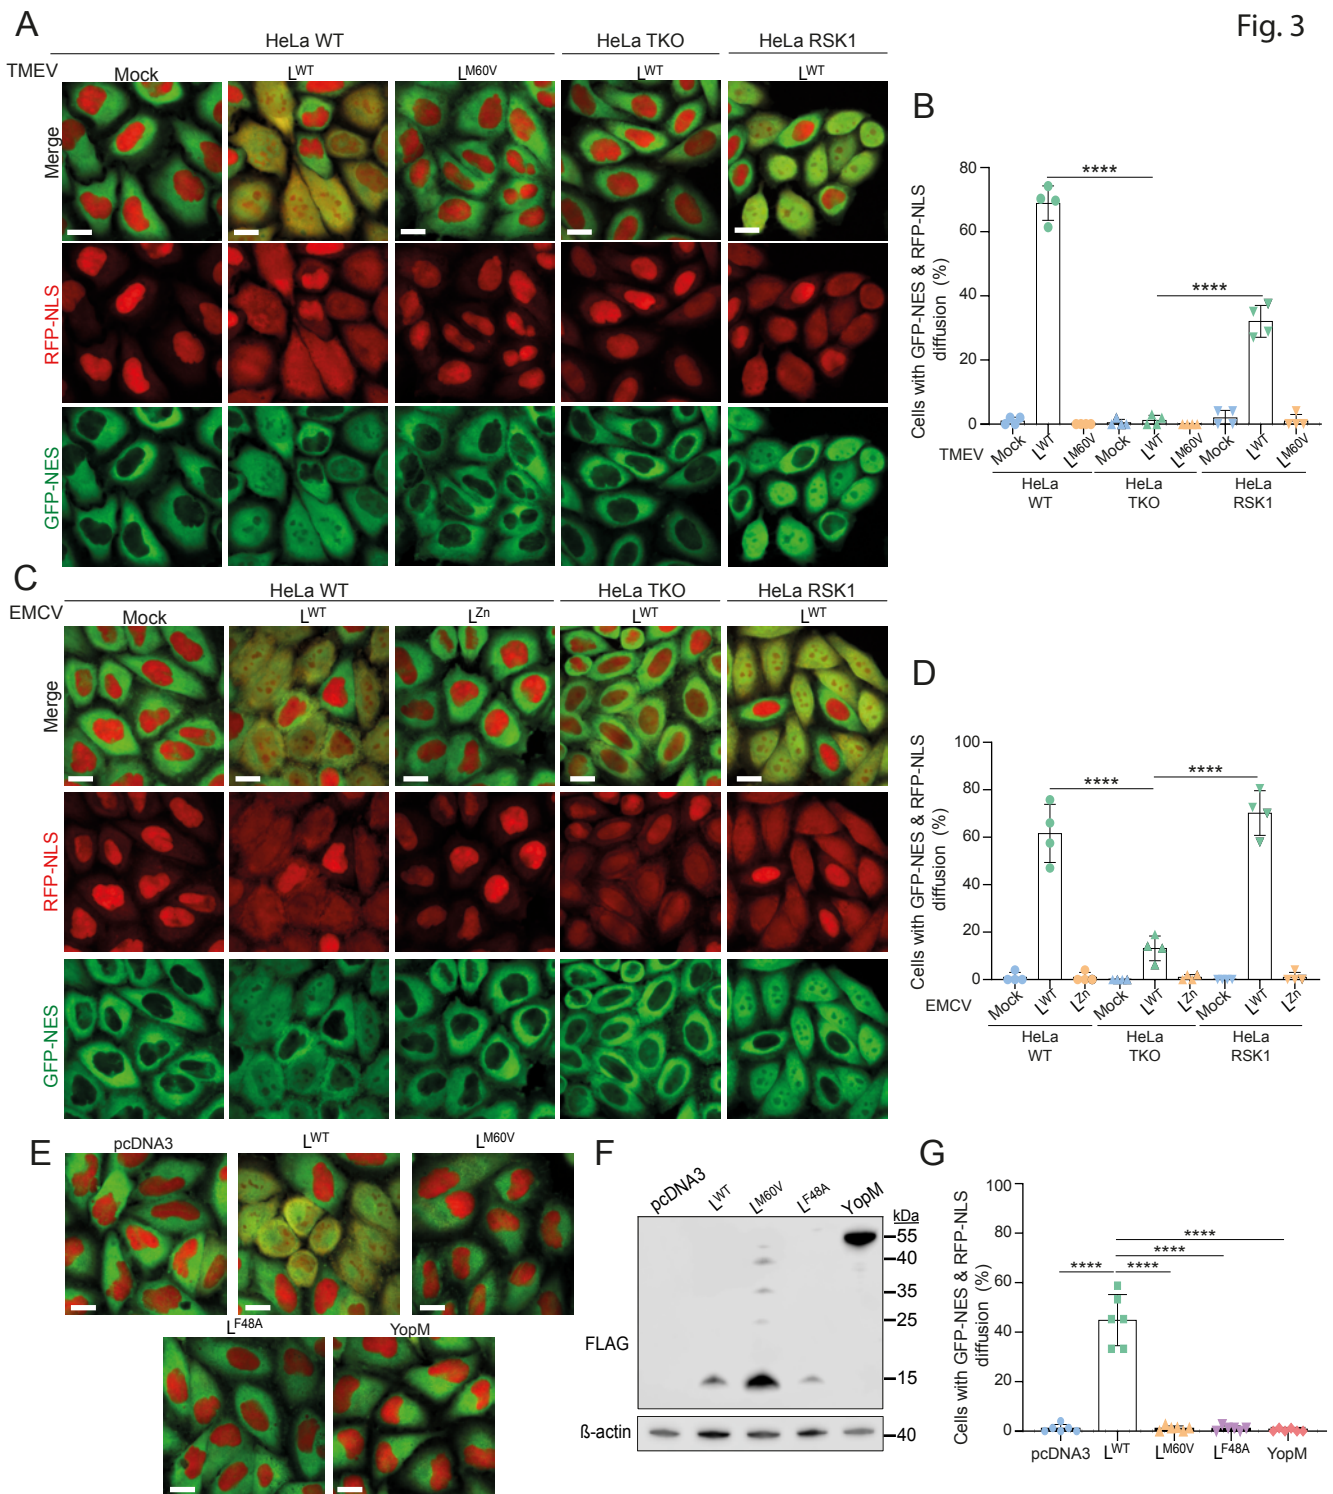 Fig. 3
A
HeLa WT HeLa TKO HeLa RSK1
TMEV Mock LWT LM60V LWT LWT
Merge
RFP-NLS
GFP-NES
B
Cells with GFP-NES & RFP-NLS
diffusion (%)
80
60
40
20
0
**** ****
TMEV Mock LWT LM60V Mock LWT LM60V Mock LWT LM60V
HeLa HeLa HeLa
WT TKO RSK1
C
HeLa WT HeLa TKO HeLa RSK1
EMCV Mock LWT LZn LWT LWT
Merge
RFP-NLS
GFP-NES
D
Cells with GFP-NES & RFP-NLS
diffusion (%)
100
80
60
40
20
0
**** ****
EMCV Mock LWT LZn Mock LWT LZn Mock LWT LZn
HeLa HeLa HeLa
WT TKO RSK1
E
pcDNA3 LWT LM60V
LF48A YopM
F
pcDNA3 LWT LM60V LF48A YopM
kDa
55
40
35
25
FLAG
15
ß-actin 40
G
Cells with GFP-NES & RFP-NLS
diffusion (%)
100
80
60
40
20
0
****
****
**** ****
pcDNA3 LWT LM60V LF48A YopM